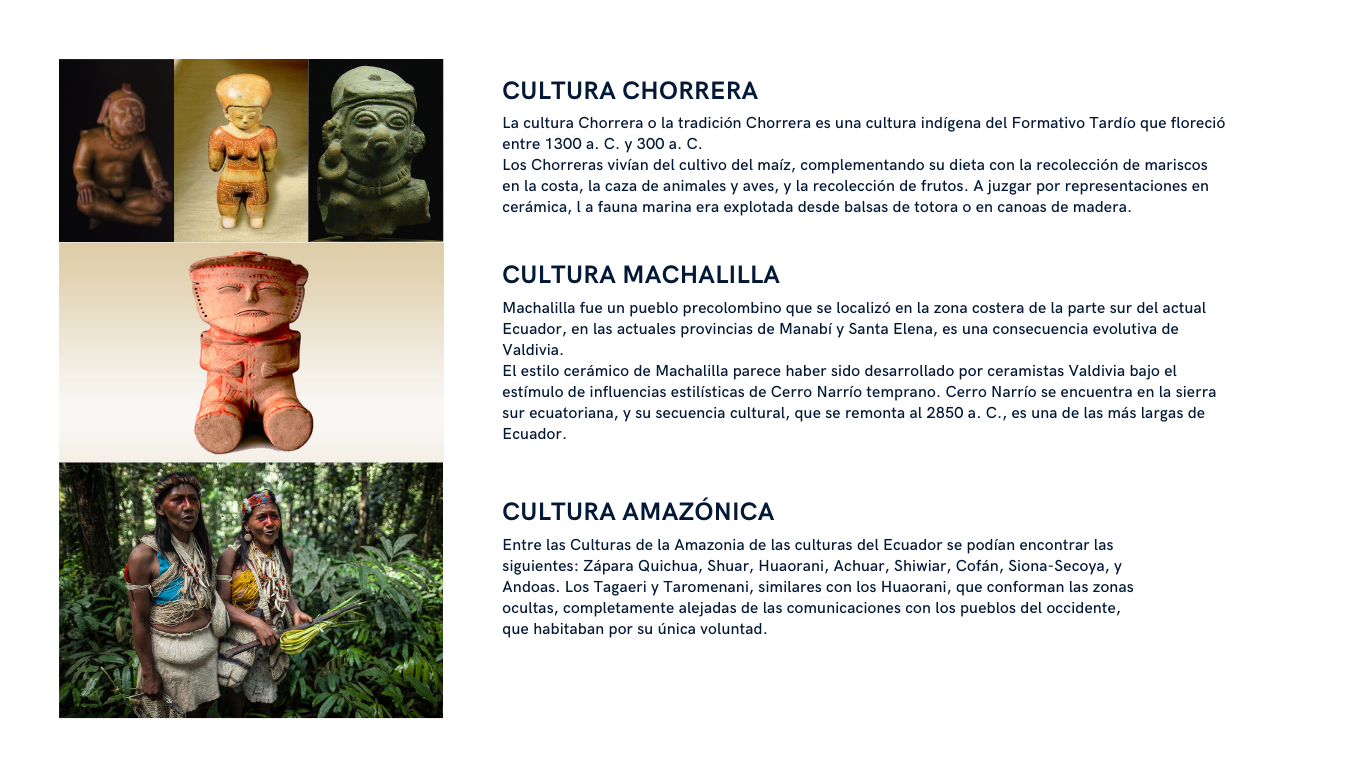 CULTURA CHORRERA
La cultura Chorrera o la tradición Chorrera es una cultura indígena del Formativo Tardío que floreció
entre 1300 a. C. y 300 a. C.
Los Chorreras vivían del cultivo del maíz, complementando su dieta con la recolección de mariscos
en la costa, la caza de animales y aves, y la recolección de frutos. A juzgar por representaciones en
cerámica, l a fauna marina era explotada desde balsas de totora o en canoas de madera.
CULTURA MACHALILLA
Machalilla fue un pueblo precolombino que se localizó en la zona costera de la parte sur del actual
Ecuador, en las actuales provincias de Manabí y Santa Elena, es una consecuencia evolutiva de
Valdivia.
El estilo cerámico de Machalilla parece haber sido desarrollado por ceramistas Valdivia bajo el
estímulo de influencias estilísticas de Cerro Narrío temprano. Cerro Narrío se encuentra en la sierra
sur ecuatoriana, y su secuencia cultural, que se remonta al 2850 a. C., es una de las más largas de
Ecuador.
CULTURA AMAZÓNICA
Entre las Culturas de la Amazonia de las culturas del Ecuador se podían encontrar las
siguientes: Zápara Quichua, Shuar, Huaorani, Achuar, Shiwiar, Cofán, Siona-Secoya, y
Andoas. Los Tagaeri y Taromenani, similares con los Huaorani, que conforman las zonas
ocultas, completamente alejadas de las comunicaciones con los pueblos del occidente,
que habitaban por su única voluntad.